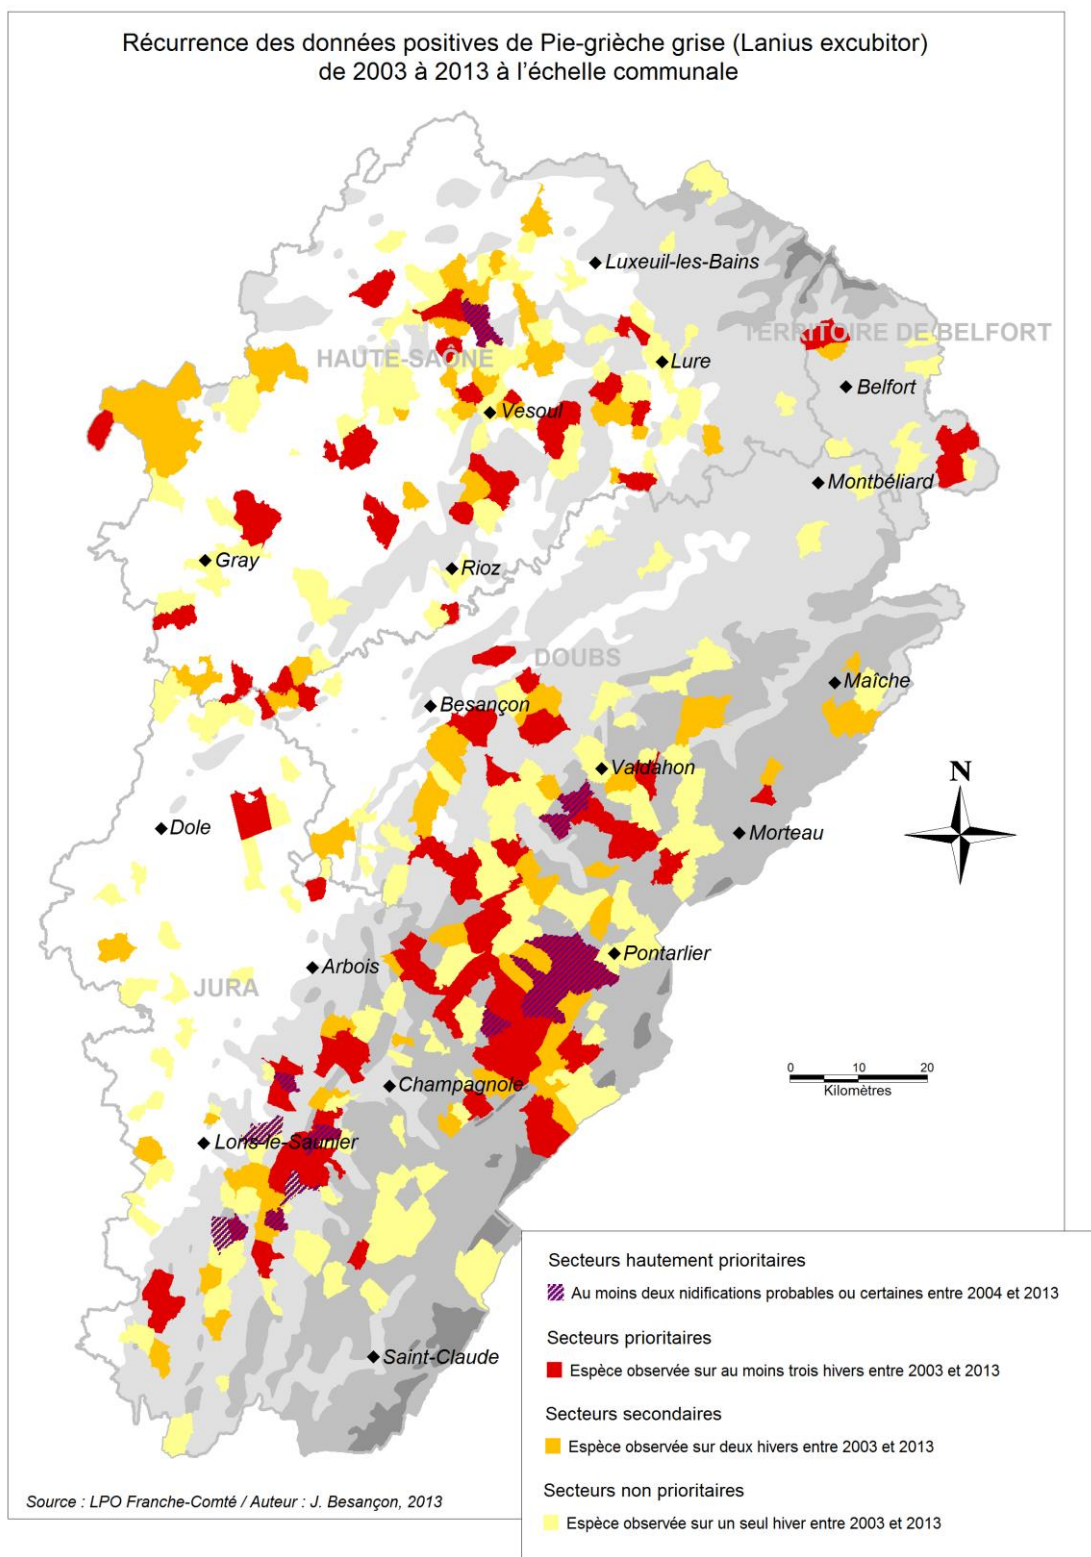 Récurrence des données positives de Pie-grièche grise (Lanius excubitor)
de 2003 à 2013 à l'échelle communale
Luxeuil-les-Bains
TERRITOIRE DE BELFORT
HAUTE-SAÔNE
Lure
Belfort
Vesoul
Montbéliard
Gray
Rioz
DOUBS
Maîche
Besançon
Valdahon
N
Dole
Morteau
Pontarlier
Arbois
JURA
0 10 20
Kilomètres
Champagnole
Lons-le-Saunier
Saint-Claude
Secteurs hautement prioritaires
Au moins deux nidifications probables ou certaines entre 2004 et 2013
Secteurs prioritaires
Espèce observée sur au moins trois hivers entre 2003 et 2013
Secteurs secondaires
Espèce observée sur deux hivers entre 2003 et 2013
Secteurs non prioritaires
Espèce observée sur un seul hiver entre 2003 et 2013
Source : LPO Franche-Comté / Auteur : J. Besançon, 2013